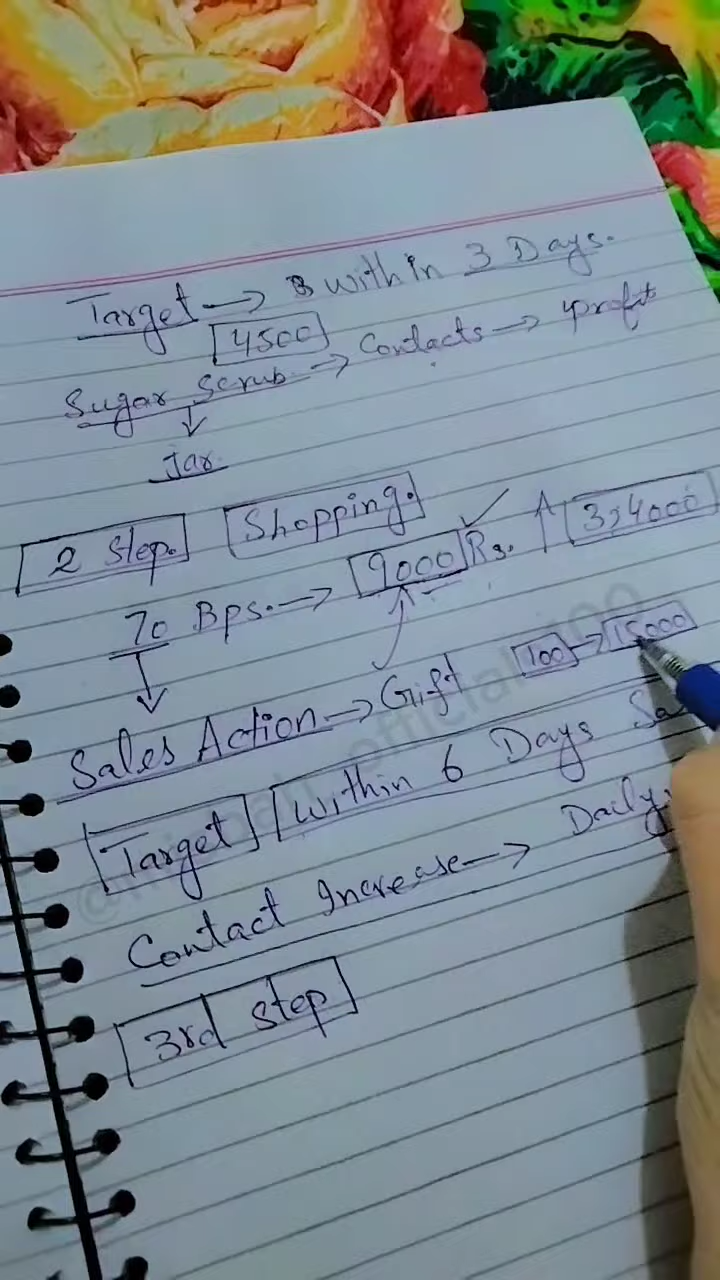 Target → within 3 Days.
4500
Sugar Scrub → Contacts → profit
↓
Jar
2 Step. Shopping.
70 Bps. → 9000 Rs. ↑ 3,4000
↓
Sales Action → Gift 100 → 15000
Target within 6 Days
Contact Increase → Daily
3rd step